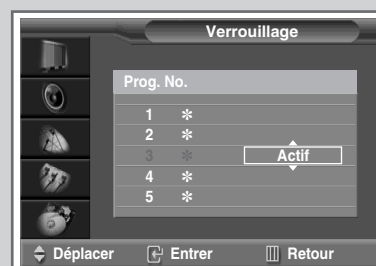 Verrouillage
Prog. No.
1 *
2 *
3 * Actif
4 *
5 *
Déplacer Entrer Retour